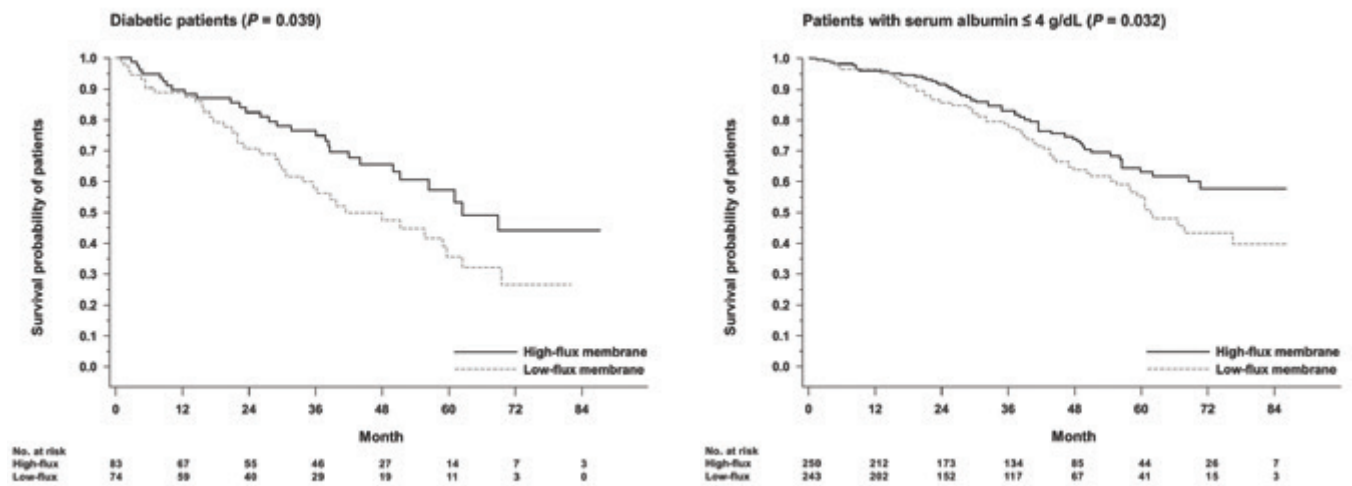 Diabetic patients (P = 0.039)
Survival probability of patients
1.0
0.9
0.8
0.7
0.6
0.5
0.4
0.3
0.2
0.1
0.0
High-flux membrane
Low-flux membrane
0 12 24 36 48 60 72 84
Month
No. at risk
High-flux 83 67 55 46 27 14 7 3
Low-flux 74 59 40 29 19 11 3 0
Patients with serum albumin ≤ 4 g/dL (P = 0.032)
Survival probability of patients
1.0
0.9
0.8
0.7
0.6
0.5
0.4
0.3
0.2
0.1
0.0
High-flux membrane
Low-flux membrane
0 12 24 36 48 60 72 84
Month
No. at risk
High-flux 250 212 173 134 85 44 26 7
Low-flux 243 202 152 117 67 41 15 3